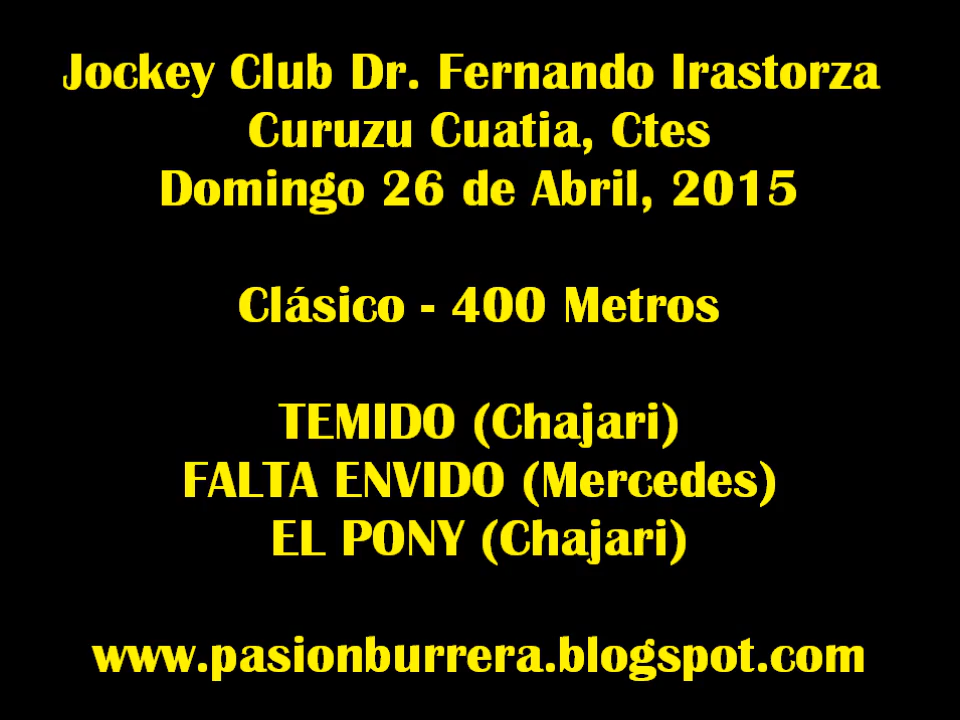 Jockey Club Dr. Fernando Irastorza
Curuzu Cuatia, Ctes
Domingo 26 de Abril, 2015
Clásico - 400 Metros
TEMIDO (Chajari)
FALTA ENVIDO (Mercedes)
EL PONY (Chajari)
www.pasionburrera.blogspot.com